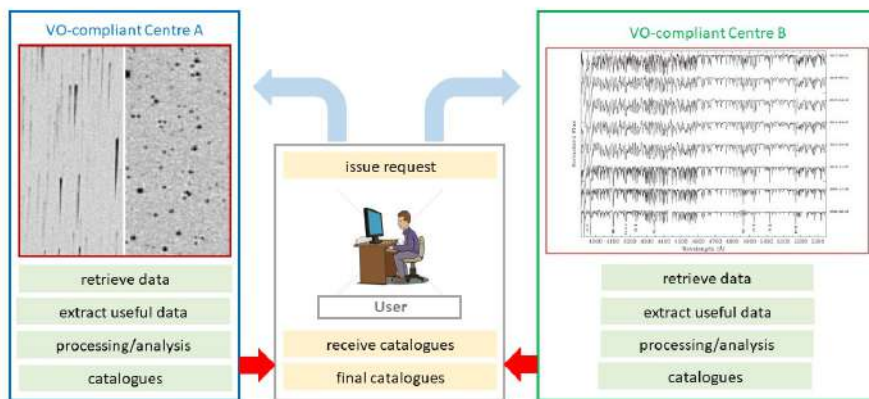 VO-compliant Centre A
retrieve data
extract useful data
processing/analysis
catalogues
issue request
User
receive catalogues
final catalogues
VO-compliant Centre B
retrieve data
extract useful data
processing/analysis
catalogues